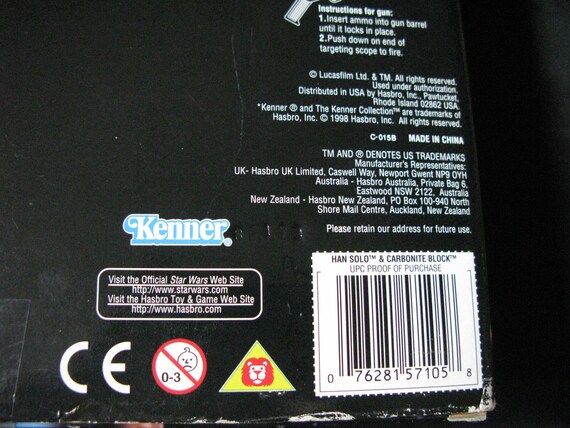 Instructions for gun:
1.Insert ammo into gun barrel
until it locks in place.
2.Push down on end of
targeting scope to fire.
© Lucasfilm Ltd. & TM. All rights reserved.
Used under authorization.
Distributed in USA by Hasbro, Inc., Pawtucket,
Rhode Island 02862 USA.
*Kenner ® and The Kenner Collection™ are trademarks of
Hasbro, Inc. © 1998 Hasbro, Inc. All rights reserved.
C-015B MADE IN CHINA
TM AND ® DENOTES US TRADEMARKS
Manufacturer's Representatives:
UK- Hasbro UK Limited, Caswell Way, Newport Gwent NP9 OYH
Australia - Hasbro Australia, Private Bag 6,
Eastwood NSW 2122, Australia
New Zealand - Hasbro New Zealand, PO Box 100-940 North
Shore Mail Centre, Auckland, New Zealand
Please retain our address for future use.
Kenner®
Visit the Official Star Wars Web Site
http://www.starwars.com
Visit the Hasbro Toy & Game Web Site
http://www.hasbro.com
CE
0-3
HAN SOLO™ & CARBONITE BLOCK™
UPC PROOF OF PURCHASE
0 76281 57105 8